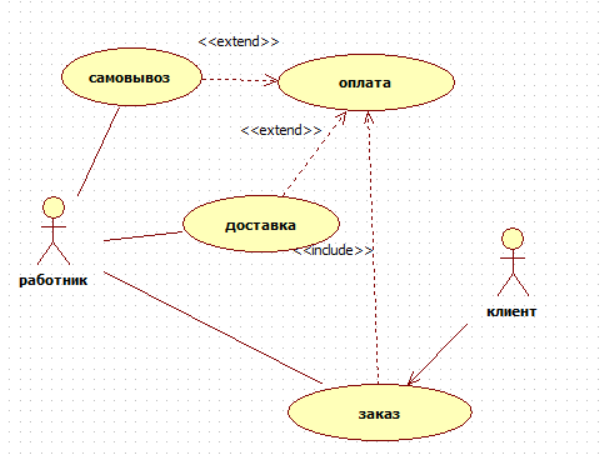 <<extend>>
самовывоз
оплата
<<extend>>
доставка
<<include>>
работник
клиент
заказ